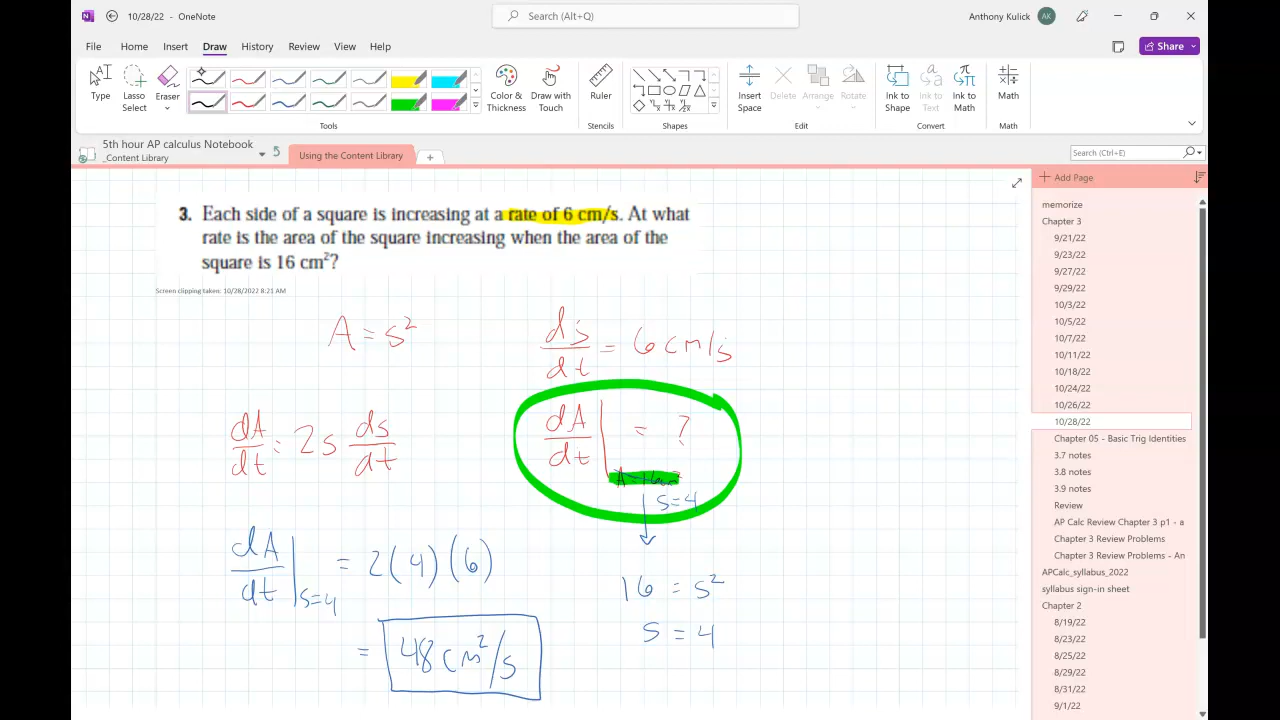 10/28/22 - OneNote
Search (Alt+Q)
Anthony Kulick
AK
File Home Insert Draw History Review View Help
Share
Type
Lasso Select
Eraser
Color & Thickness
Draw with Touch
Ruler
Insert Space
Delete
Arrange
Rotate
Ink to Shape
Ink to Text
Ink to Math
Math
Tools
Stencils
Shapes
Edit
Convert
Math
5th hour AP calculus Notebook
_Content Library
Using the Content Library
Search (Ctrl+E)
Add Page
3. Each side of a square is increasing at a rate of 6 cm/s. At what
rate is the area of the square increasing when the area of the
square is 16 cm²?
Screen clipping taken: 10/28/2022 8:21 AM
A = s²
ds/dt = 6 cm/s
dA/dt = 2s ds/dt
dA/dt | = ?
s=4
dA/dt | s=4 = 2(4)(6)
= 48 cm²/s
16 = s²
s = 4
memorize
Chapter 3
9/21/22
9/23/22
9/27/22
9/29/22
10/3/22
10/5/22
10/7/22
10/11/22
10/18/22
10/24/22
10/26/22
10/28/22
Chapter 05 - Basic Trig Identities
3.7 notes
3.8 notes
3.9 notes
Review
AP Calc Review Chapter 3 p1 - a
Chapter 3 Review Problems
Chapter 3 Review Problems - An
APCalc_syllabus_2022
syllabus sign-in sheet
Chapter 2
8/19/22
8/23/22
8/25/22
8/29/22
8/31/22
9/1/22